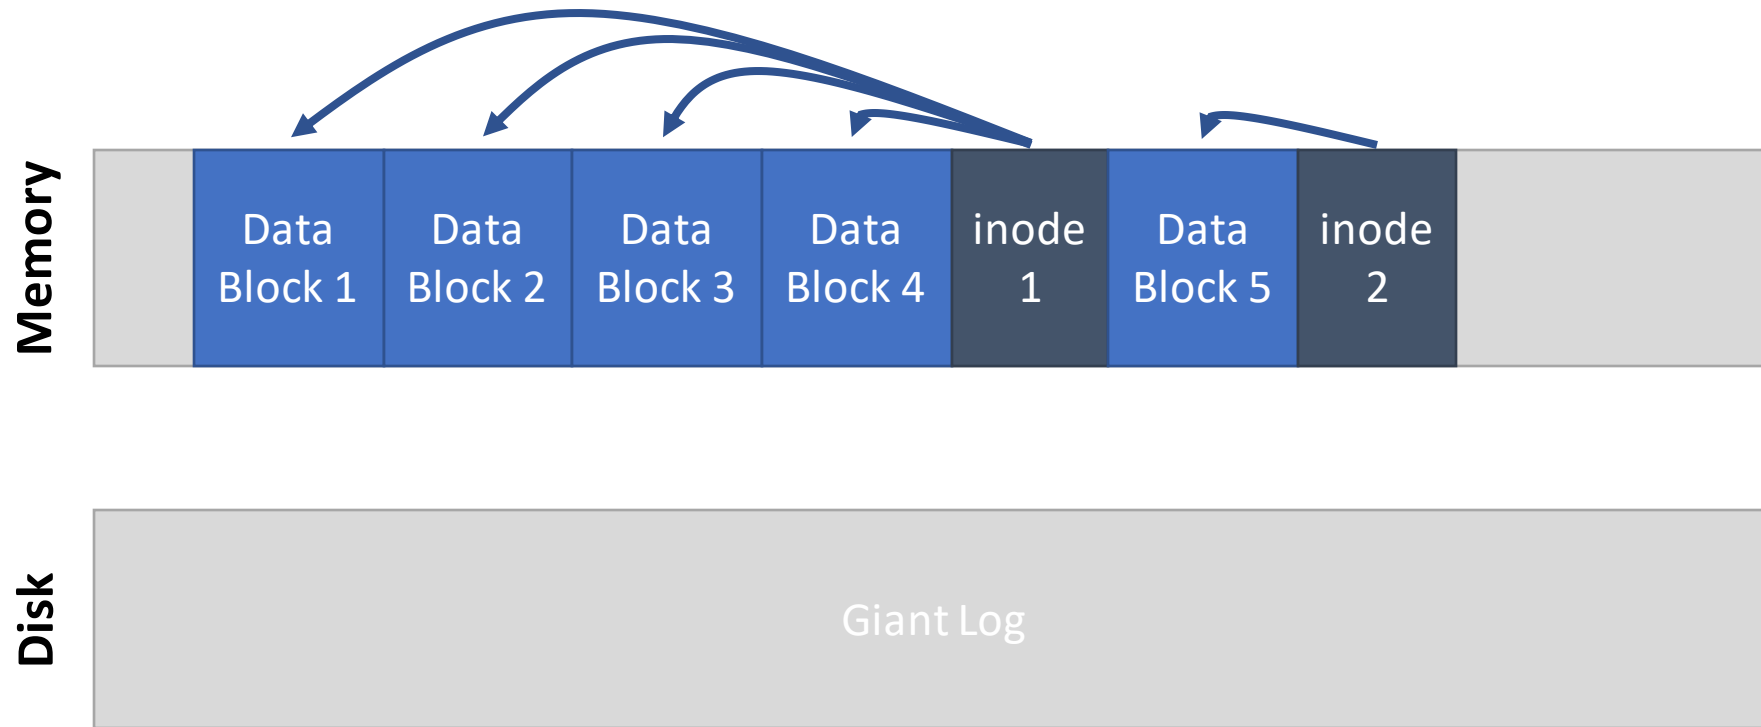 Memory
Data
Block 1
Data
Block 2
Data
Block 3
Data
Block 4
inode
1
Data
Block 5
inode
2
Disk
Giant Log